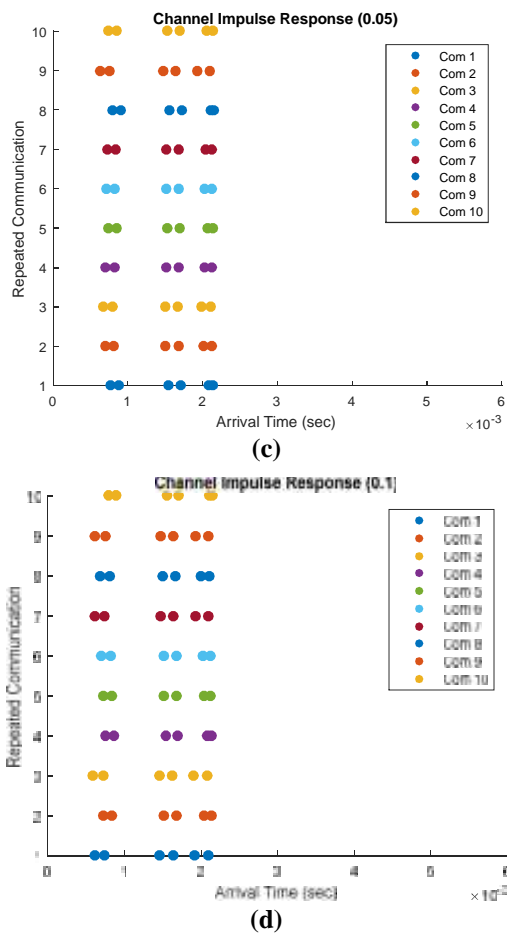 Channel Impulse Response (0.05)
10
9
8
7
6
5
4
3
2
1
Repeated Communication
Com 1
Com 2
Com 3
Com 4
Com 5
Com 6
Com 7
Com 8
Com 9
Com 10
0 1 2 3 4 5 6
Arrival Time (sec)
×10⁻³
(c)
Channel Impulse Response (0.1)
10
9
8
7
6
5
4
3
2
1
Repeated Communication
Com 1
Com 2
Com 3
Com 4
Com 5
Com 6
Com 7
Com 8
Com 9
Com 10
0 1 2 3 4 5 6
Arrival Time (sec)
(d)